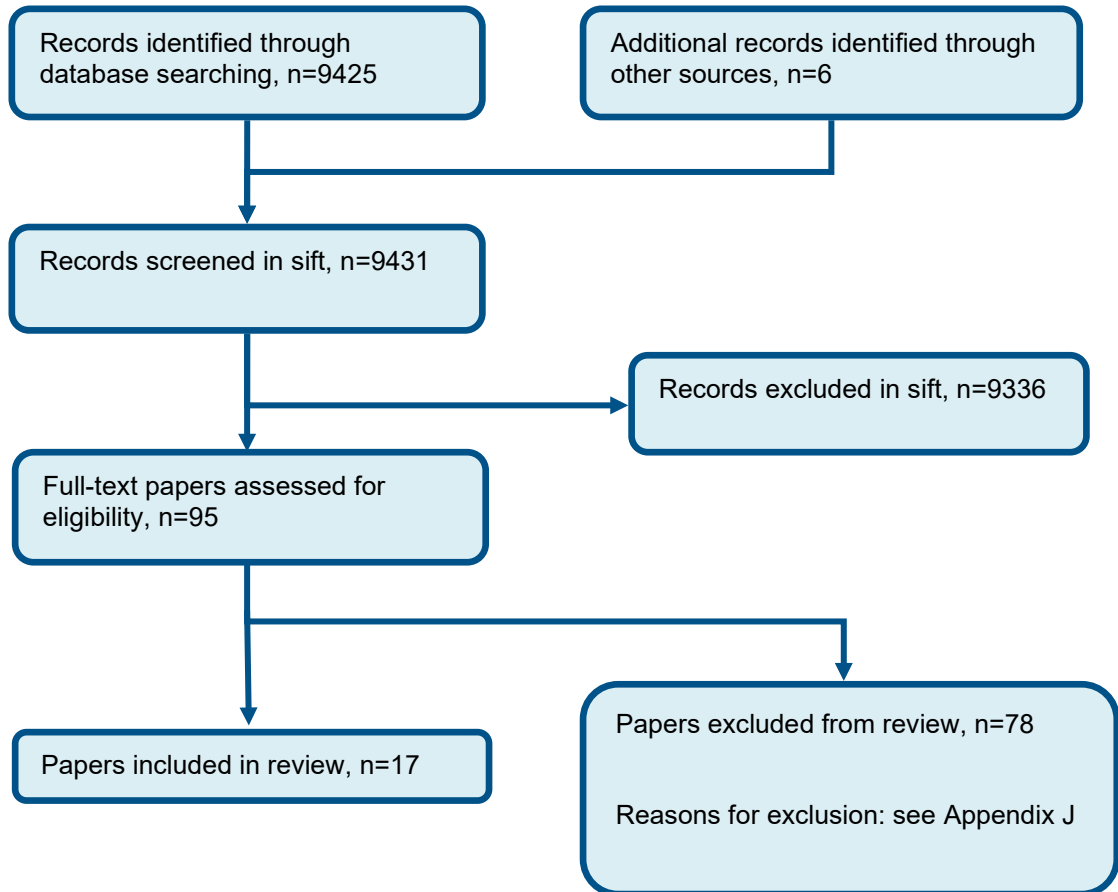 Records identified through
database searching, n=9425
Additional records identified through
other sources, n=6
Records screened in sift, n=9431
Records excluded in sift, n=9336
Full-text papers assessed for
eligibility, n=95
Papers included in review, n=17
Papers excluded from review, n=78
Reasons for exclusion: see Appendix J